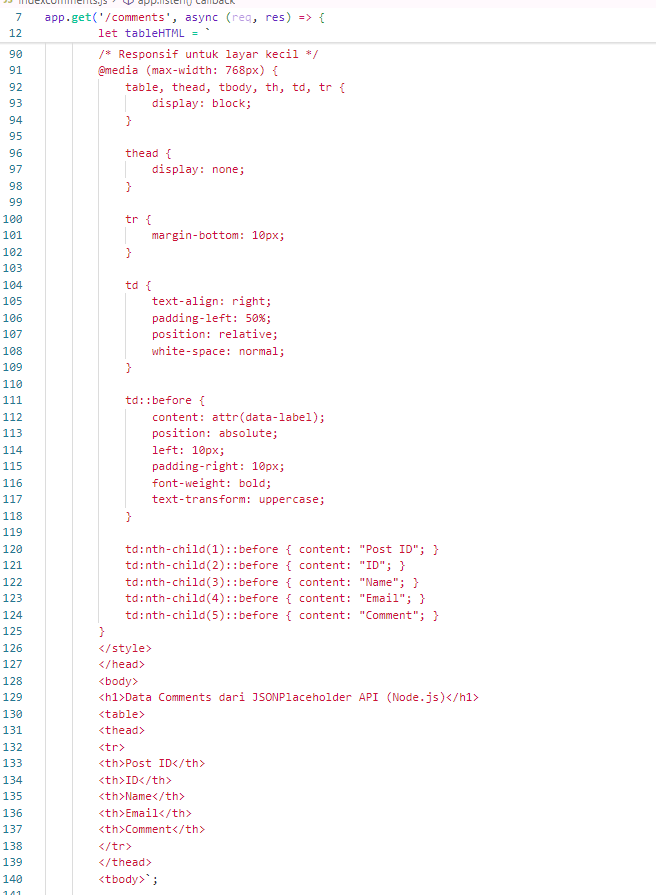 indexcomments.js > app.listen() callback
7 app.get('/comments', async (req, res) => {
12 let tableHTML = `
90 /* Responsif untuk layar kecil */
91 @media (max-width: 768px) {
92 table, thead, tbody, th, td, tr {
93 display: block;
94 }
95
96 thead {
97 display: none;
98 }
99
100 tr {
101 margin-bottom: 10px;
102 }
103
104 td {
105 text-align: right;
106 padding-left: 50%;
107 position: relative;
108 white-space: normal;
109 }
110
111 td::before {
112 content: attr(data-label);
113 position: absolute;
114 left: 10px;
115 padding-right: 10px;
116 font-weight: bold;
117 text-transform: uppercase;
118 }
119
120 td:nth-child(1)::before { content: "Post ID"; }
121 td:nth-child(2)::before { content: "ID"; }
122 td:nth-child(3)::before { content: "Name"; }
123 td:nth-child(4)::before { content: "Email"; }
124 td:nth-child(5)::before { content: "Comment"; }
125 }
126 </style>
127 </head>
128 <body>
129 <h1>Data Comments dari JSONPlaceholder API (Node.js)</h1>
130 <table>
131 <thead>
132 <tr>
133 <th>Post ID</th>
134 <th>ID</th>
135 <th>Name</th>
136 <th>Email</th>
137 <th>Comment</th>
138 </tr>
139 </thead>
140 <tbody>`;
141